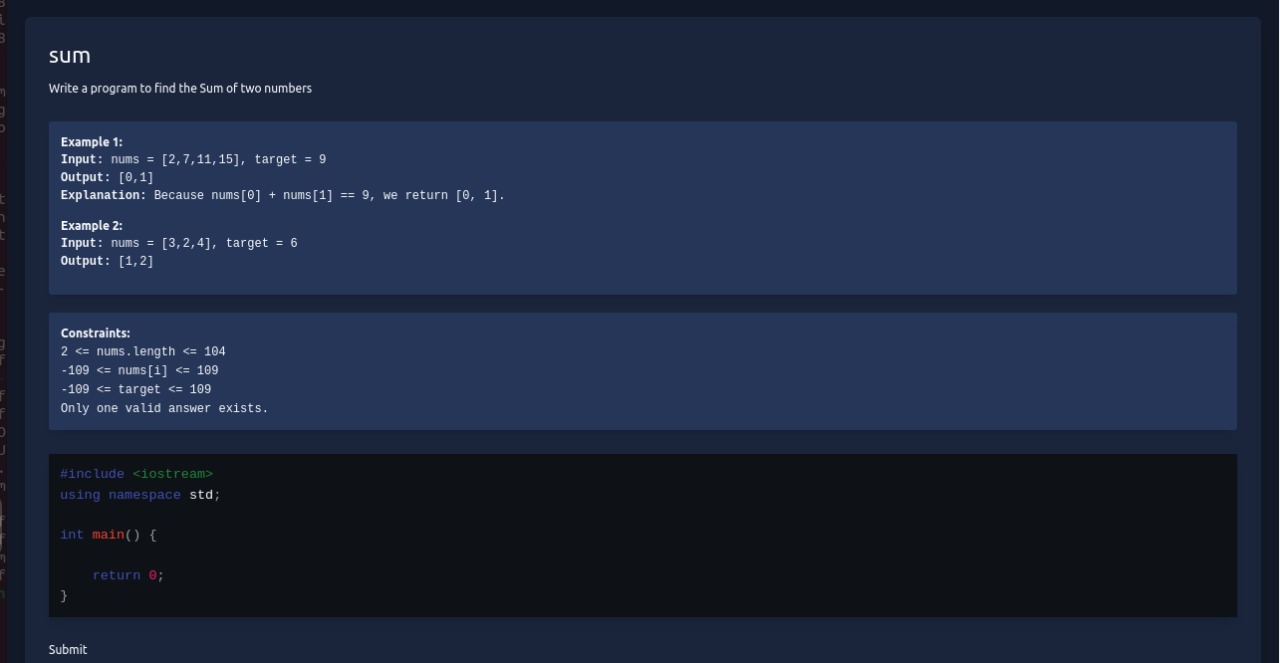 sum
Write a program to find the Sum of two numbers
Example 1:
Input: nums = [2,7,11,15], target = 9
Output: [0,1]
Explanation: Because nums[0] + nums[1] == 9, we return [0, 1].
Example 2:
Input: nums = [3,2,4], target = 6
Output: [1,2]
Constraints:
2 <= nums.length <= 104
-109 <= nums[i] <= 109
-109 <= target <= 109
Only one valid answer exists.
#include <iostream>
using namespace std;
int main() {
return 0;
}
Submit